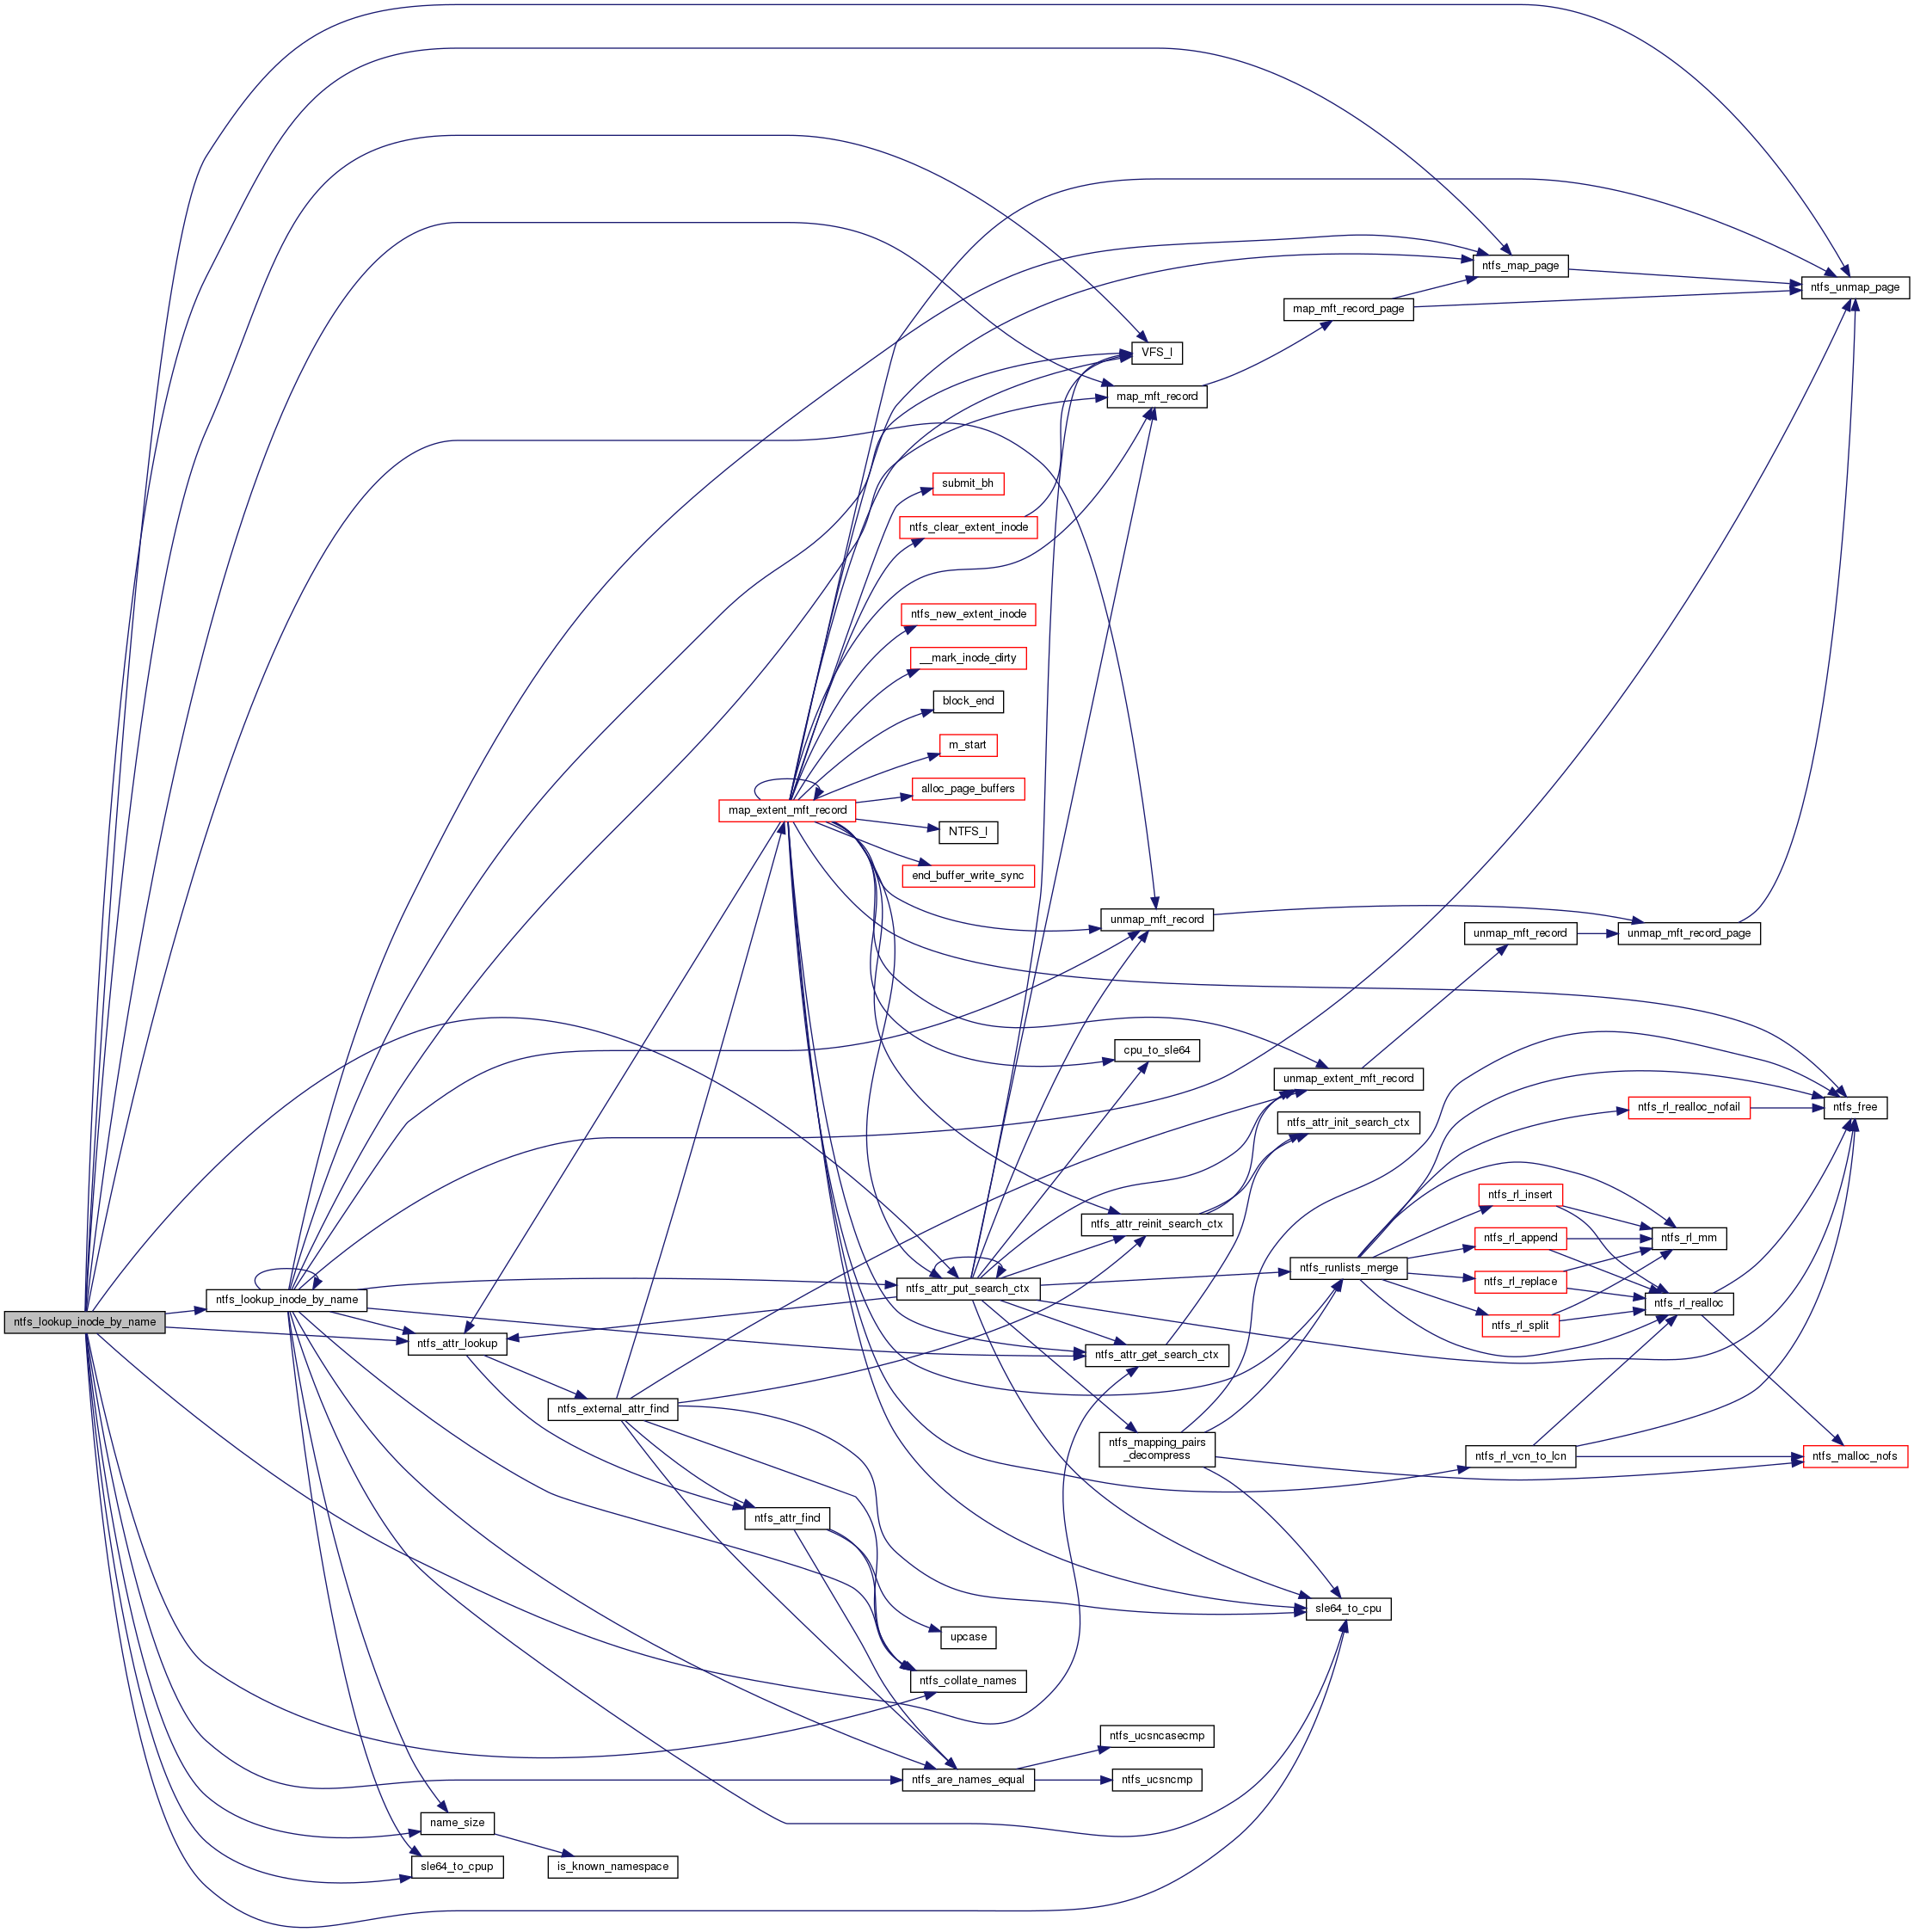 ntfs_map_page
ntfs_unmap_page
map_mft_record_page
VFS_I
map_mft_record
submit_bh
ntfs_clear_extent_inode
ntfs_new_extent_inode
__mark_inode_dirty
block_end
m_start
alloc_page_buffers
map_extent_mft_record
NTFS_I
end_buffer_write_sync
unmap_mft_record
unmap_mft_record
unmap_mft_record_page
cpu_to_sle64
unmap_extent_mft_record
ntfs_rl_realloc_nofail
ntfs_free
ntfs_attr_init_search_ctx
ntfs_rl_insert
ntfs_attr_reinit_search_ctx
ntfs_rl_append
ntfs_rl_mm
ntfs_runlists_merge
ntfs_rl_replace
ntfs_attr_put_search_ctx
ntfs_lookup_inode_by_name
ntfs_rl_realloc
ntfs_lookup_inode_by_name
ntfs_rl_split
ntfs_attr_lookup
ntfs_attr_get_search_ctx
ntfs_external_attr_find
ntfs_mapping_pairs
_decompress
ntfs_rl_vcn_to_lcn
ntfs_malloc_nofs
ntfs_attr_find
sle64_to_cpu
upcase
ntfs_collate_names
ntfs_ucsncasecmp
ntfs_are_names_equal
ntfs_ucsncmp
name_size
sle64_to_cpup
is_known_namespace